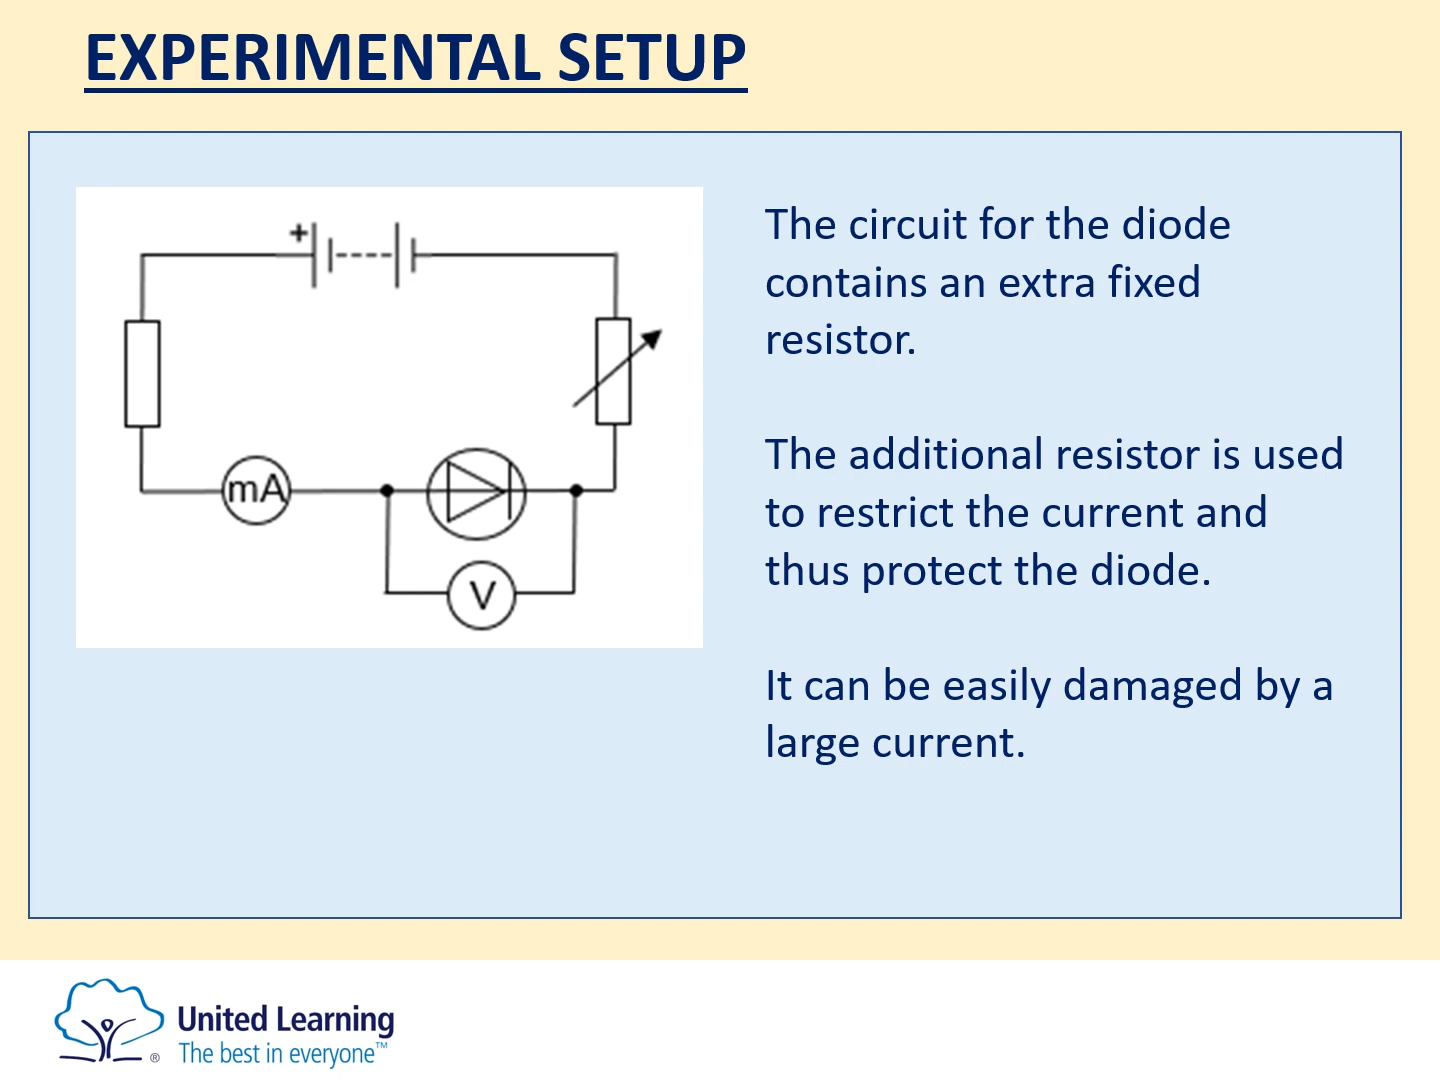 EXPERIMENTAL SETUP
+
mA
V
The circuit for the diode
contains an extra fixed
resistor.
The additional resistor is used
to restrict the current and
thus protect the diode.
It can be easily damaged by a
large current.
United Learning
The best in everyone™
®